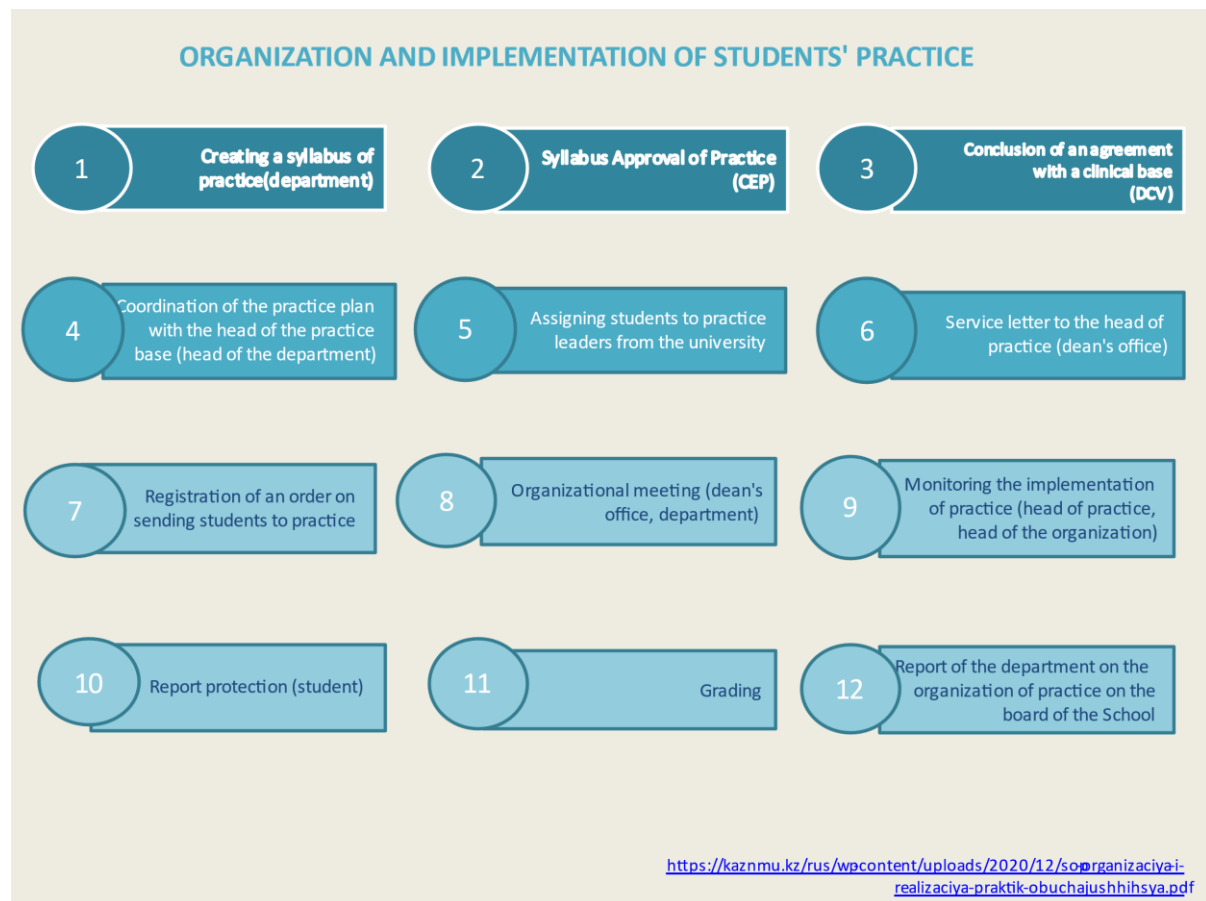 ORGANIZATION AND IMPLEMENTATION OF STUDENTS' PRACTICE
1
Creating a syllabus of
practice(department)
2
Syllabus Approval of Practice
(CEP)
3
Conclusion of an agreement
with a clinical base
(DCV)
4
Coordination of the practice plan
with the head of the practice
base (head of the department)
5
Assigning students to practice
leaders from the university
6
Service letter to the head of
practice (dean's office)
7
Registration of an order on
sending students to practice
8
Organizational meeting (dean's
office, department)
9
Monitoring the implementation
of practice (head of practice,
head of the organization)
10
Report protection (student)
11
Grading
12
Report of the department on the
organization of practice on the
board of the School
https://kaznmu.kz/rus/wp-content/uploads/2020/12/sop-organizaciya-i-
realizaciya-praktik-obuchajushhihsya.pdf